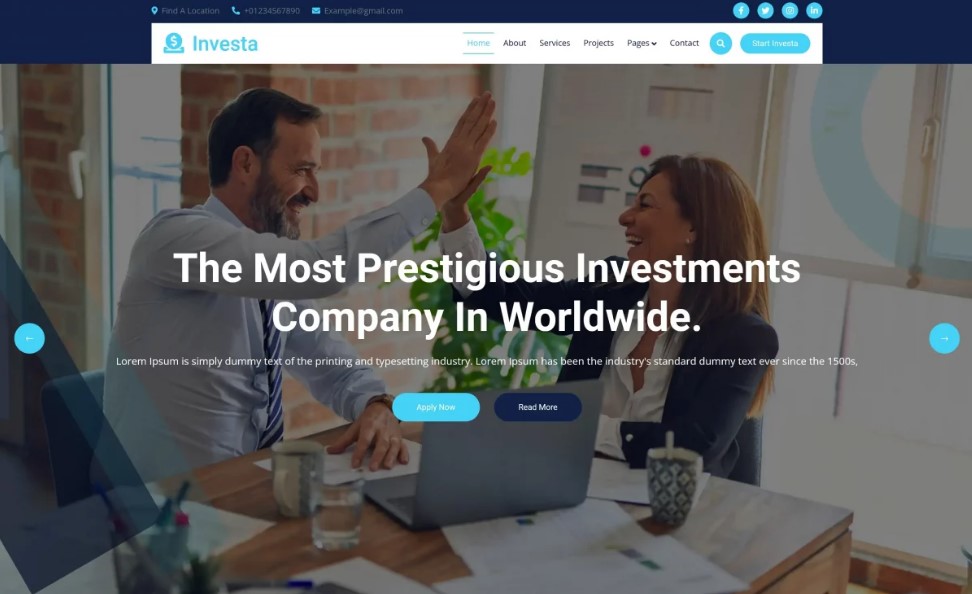 Find A Location +01234567890 Example@gmail.com
Investa Home About Services Projects Pages Contact Start Investa
The Most Prestigious Investments
Company In Worldwide.
Lorem Ipsum is simply dummy text of the printing and typesetting industry. Lorem Ipsum has been the industry's standard dummy text ever since the 1500s,
Apply Now Read More